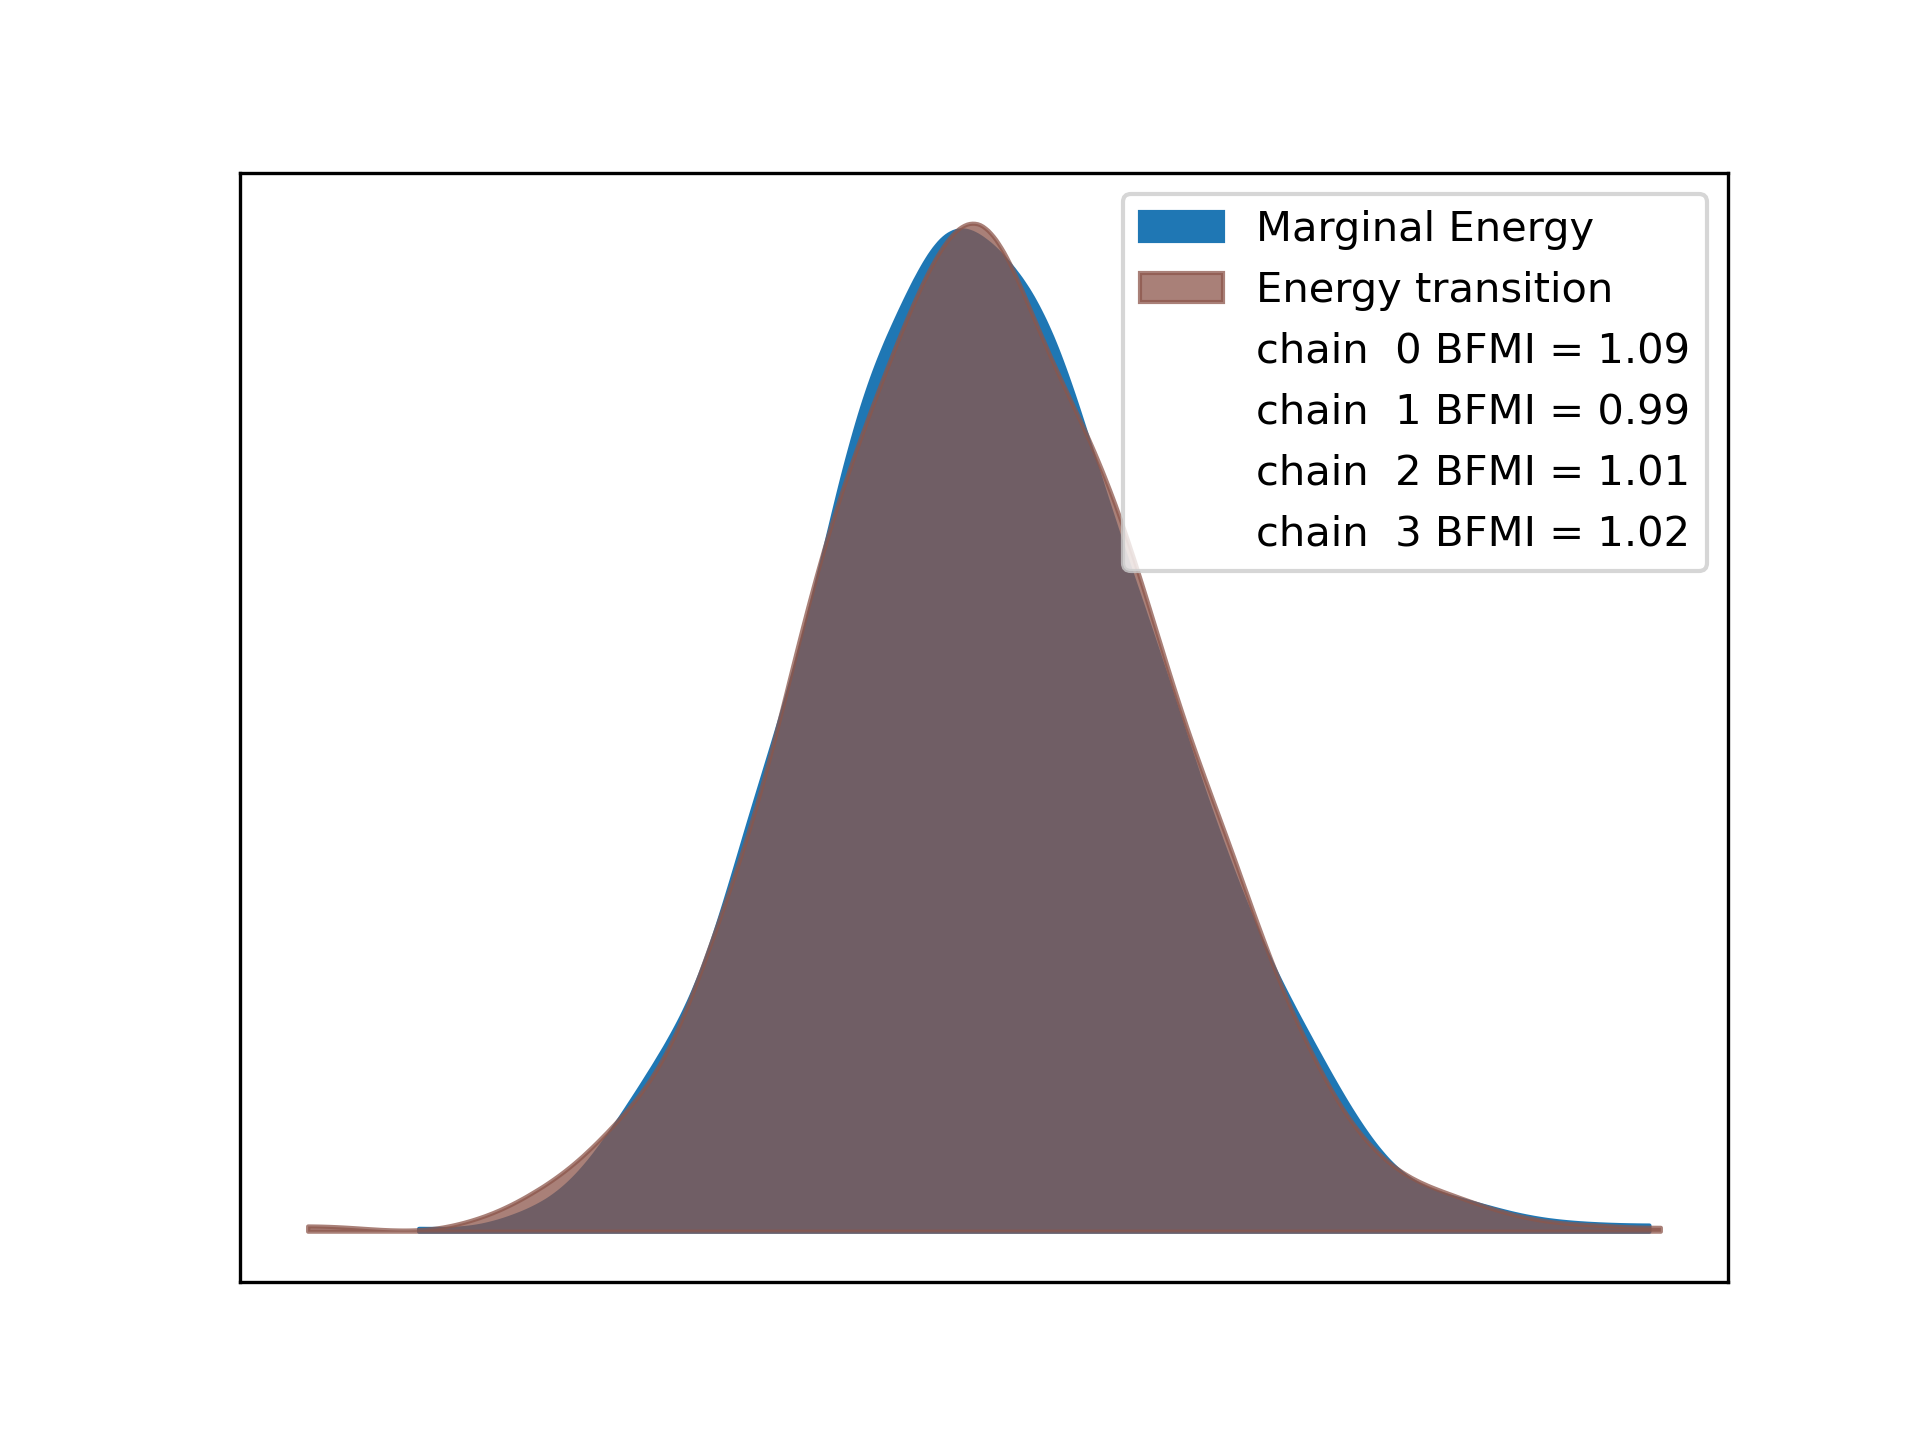 Marginal Energy
Energy transition
chain  0 BFMI = 1.09
chain  1 BFMI = 0.99
chain  2 BFMI = 1.01
chain  3 BFMI = 1.02